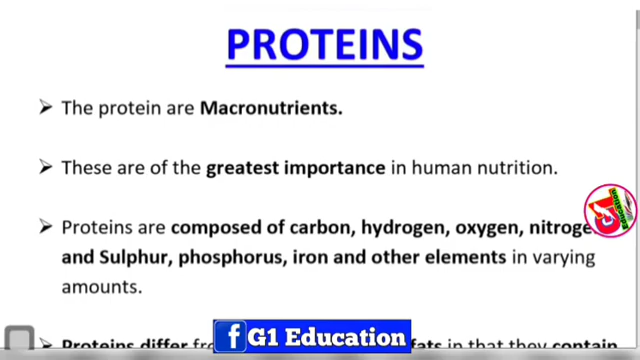 PROTEINS
➤ The protein are Macronutrients.
➤ These are of the greatest importance in human nutrition.
➤ Proteins are composed of carbon, hydrogen, oxygen, nitroge
and Sulphur, phosphorus, iron and other elements in varying
amounts.
➤ Proteins differ fats in that they contain
G1 Education